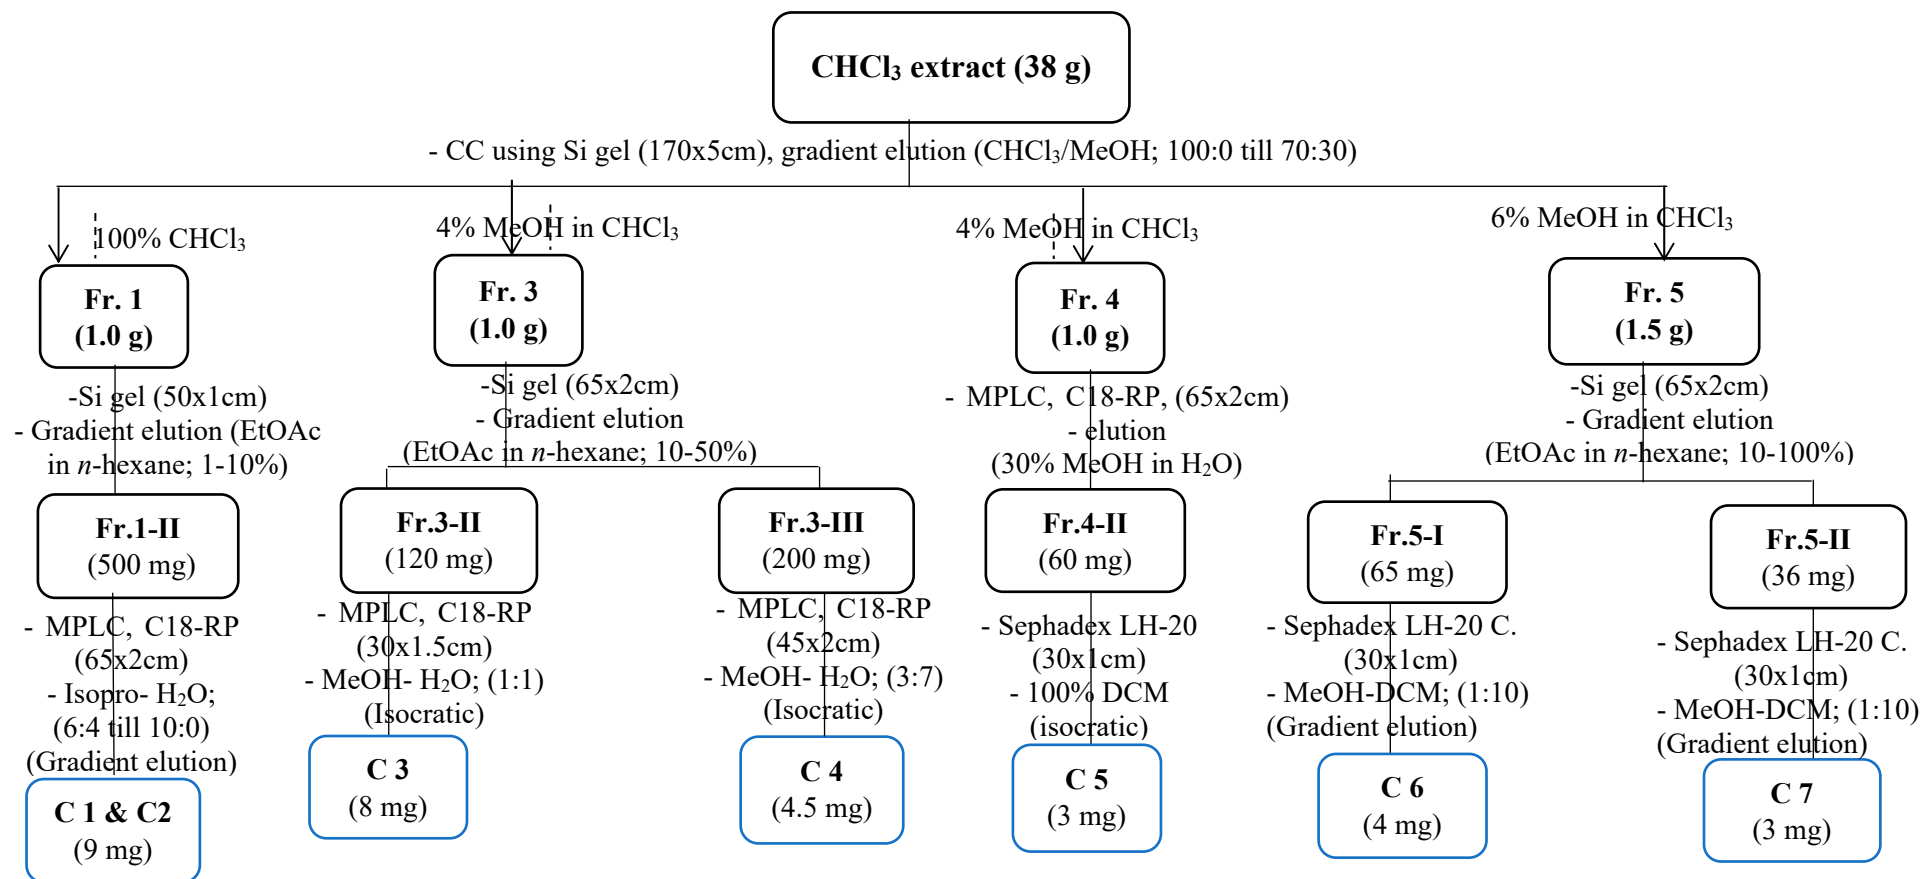 CHCl₃ extract (38 g)
- CC using Si gel (170x5cm), gradient elution (CHCl₃/MeOH; 100:0 till 70:30)
100% CHCl₃
4% MeOH in CHCl₃
4% MeOH in CHCl₃
6% MeOH in CHCl₃
Fr. 1
(1.0 g)
Fr. 3
(1.0 g)
Fr. 4
(1.0 g)
Fr. 5
(1.5 g)
-Si gel (50x1cm)
- Gradient elution (EtOAc
in n-hexane; 1-10%)
-Si gel (65x2cm)
- Gradient elution
(EtOAc in n-hexane; 10-50%)
- MPLC, C18-RP, (65x2cm)
- elution
(30% MeOH in H₂O)
-Si gel (65x2cm)
- Gradient elution
(EtOAc in n-hexane; 10-100%)
Fr.1-II
(500 mg)
Fr.3-II
(120 mg)
Fr.3-III
(200 mg)
Fr.4-II
(60 mg)
Fr.5-I
(65 mg)
Fr.5-II
(36 mg)
- MPLC, C18-RP
(65x2cm)
- Isopro- H₂O;
(6:4 till 10:0)
(Gradient elution)
- MPLC, C18-RP
(30x1.5cm)
- MeOH- H₂O; (1:1)
(Isocratic)
- MPLC, C18-RP
(45x2cm)
- MeOH- H₂O; (3:7)
(Isocratic)
- Sephadex LH-20
(30x1cm)
- 100% DCM
(isocratic)
- Sephadex LH-20 C.
(30x1cm)
- MeOH-DCM; (1:10)
(Gradient elution)
- Sephadex LH-20 C.
(30x1cm)
- MeOH-DCM; (1:10)
(Gradient elution)
C 1 & C2
(9 mg)
C 3
(8 mg)
C 4
(4.5 mg)
C 5
(3 mg)
C 6
(4 mg)
C 7
(3 mg)